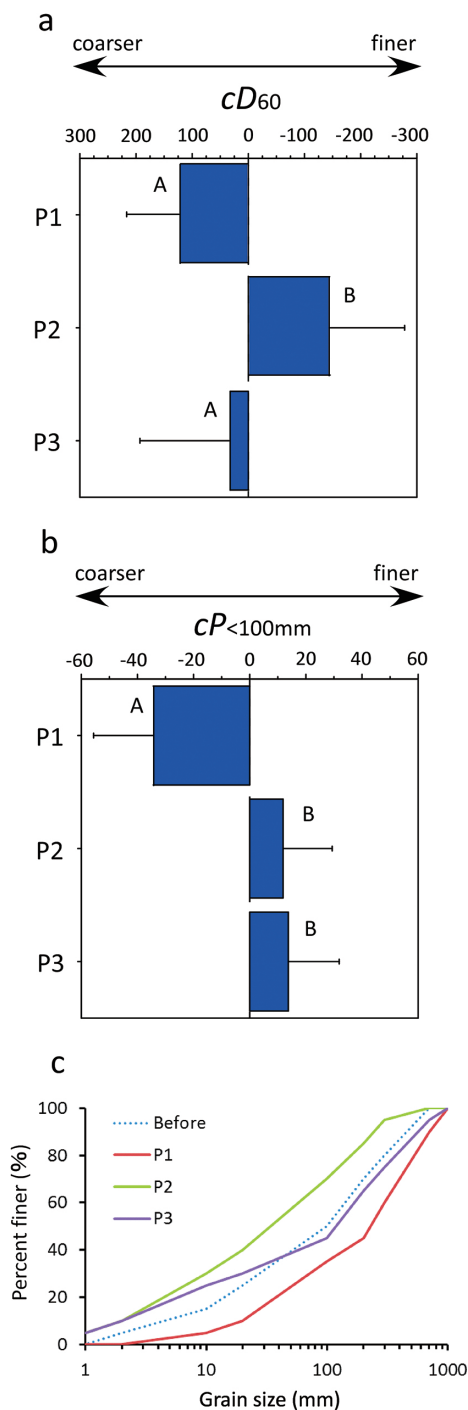 a
coarser finer
cD60
300 200 100 0 -100 -200 -300
A
P1
B
P2
A
P3
b
coarser finer
cP<100mm
-60 -40 -20 0 20 40 60
A
P1
B
P2
B
P3
c
100
80
60
40
20
0
Percent finer (%)
Before
P1
P2
P3
1 10 100 1000
Grain size (mm)